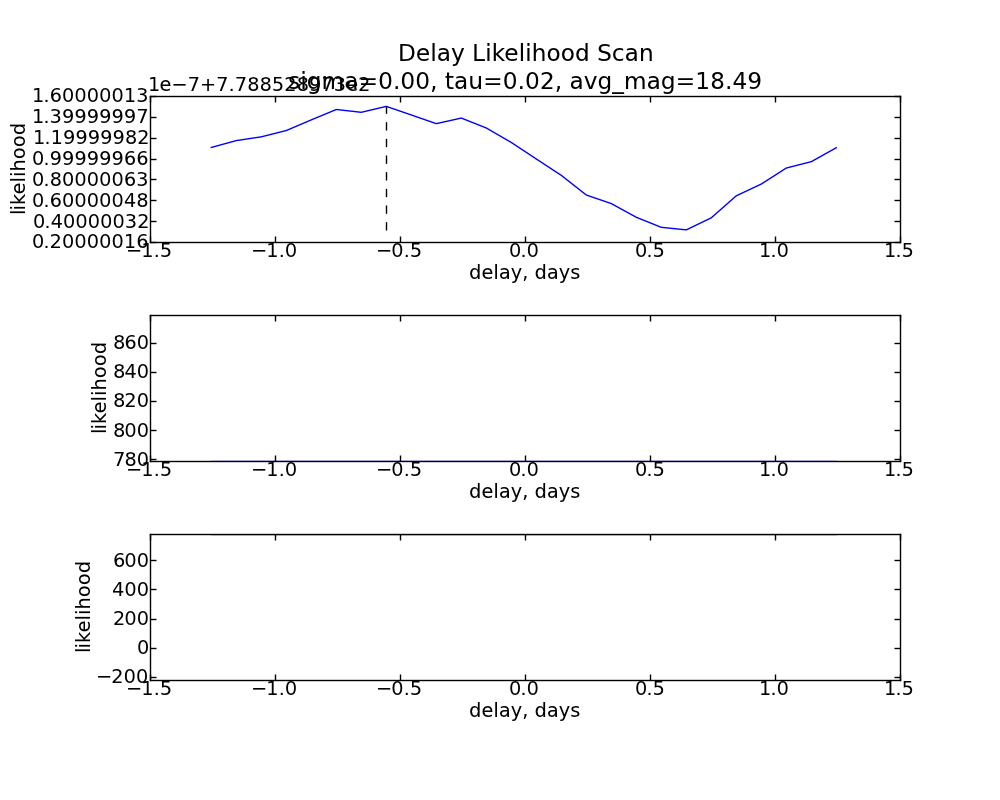 Delay Likelihood Scan
sigma=0.00, tau=0.02, avg_mag=18.49
1.60000013
1.39999997
1.19999982
0.99999966
0.80000063
0.60000048
0.40000032
0.20000016
likelihood
−1.5 −1.0 −0.5 0.0 0.5 1.0 1.5
delay, days
860
840
820
800
780
likelihood
−1.5 −1.0 −0.5 0.0 0.5 1.0 1.5
delay, days
600
400
200
0
−200
likelihood
−1.5 −1.0 −0.5 0.0 0.5 1.0 1.5
delay, days